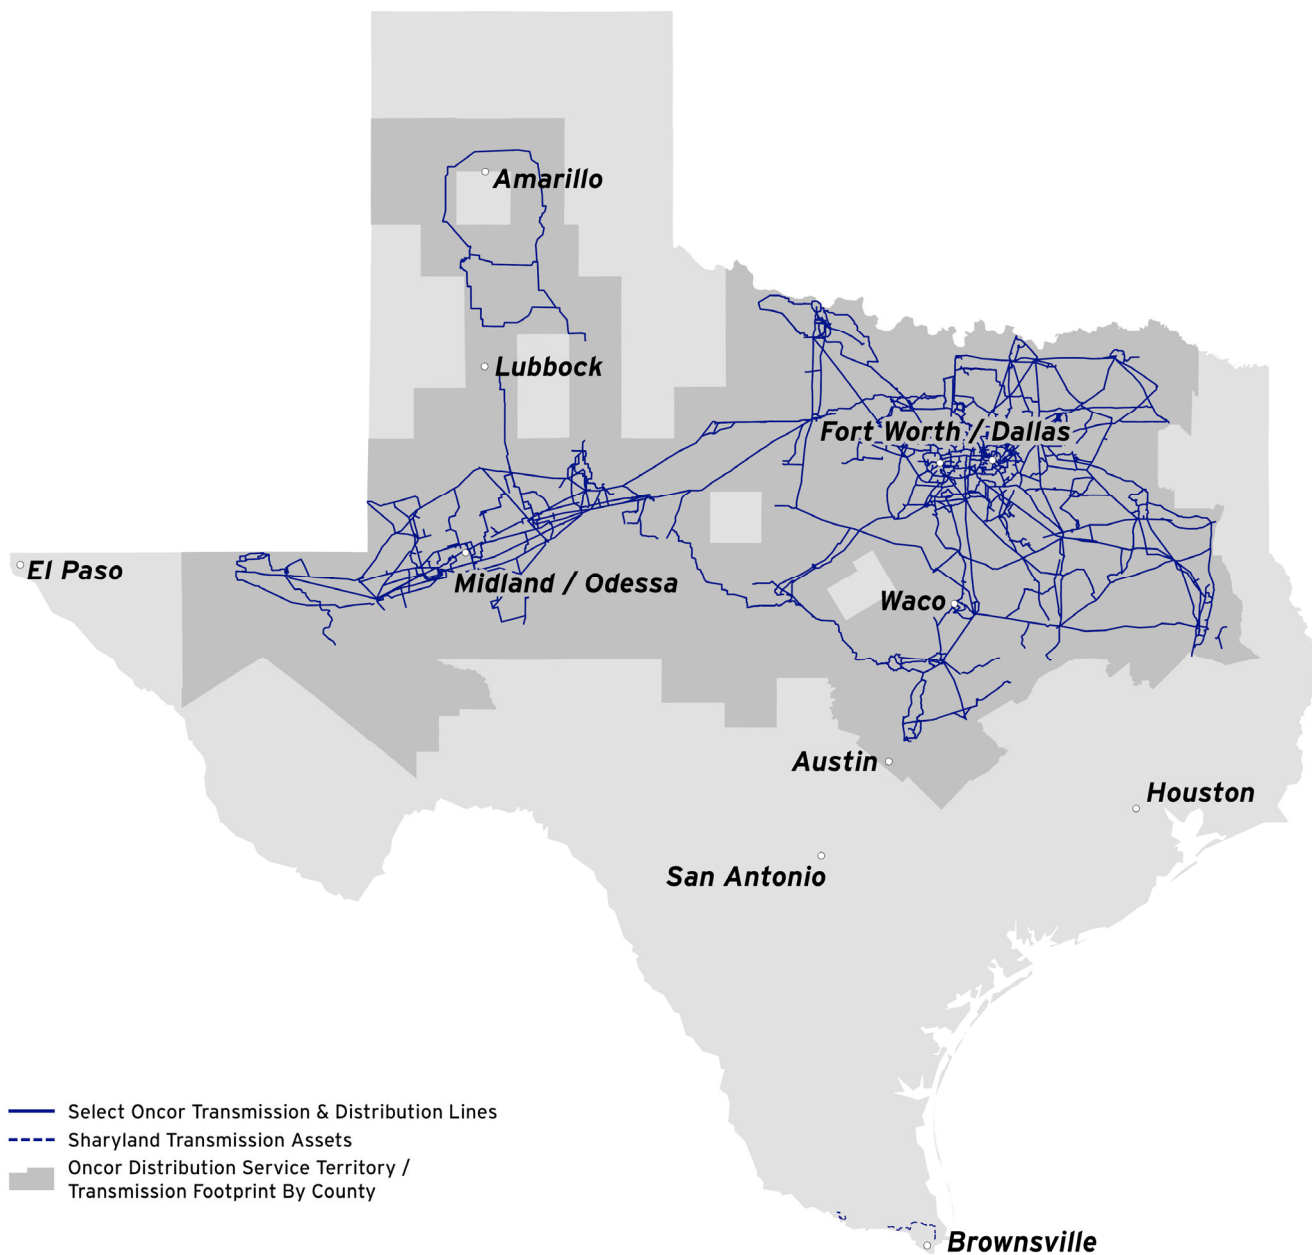 Amarillo
Lubbock
Fort Worth / Dallas
El Paso
Midland / Odessa
Waco
Austin
Houston
San Antonio
Select Oncor Transmission & Distribution Lines
Sharyland Transmission Assets
Oncor Distribution Service Territory /
Transmission Footprint By County
Brownsville